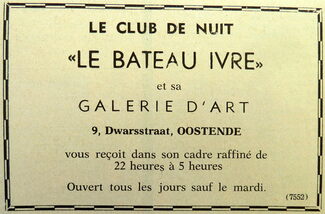 LE CLUB DE NUIT
«LE BATEAU IVRE»
et sa
GALERIE D'ART
9, Dwarsstraat, OOSTENDE
vous reçoit dans son cadre raffiné de
22 heures à 5 heures
Ouvert tous les jours sauf le mardi.
(7552)